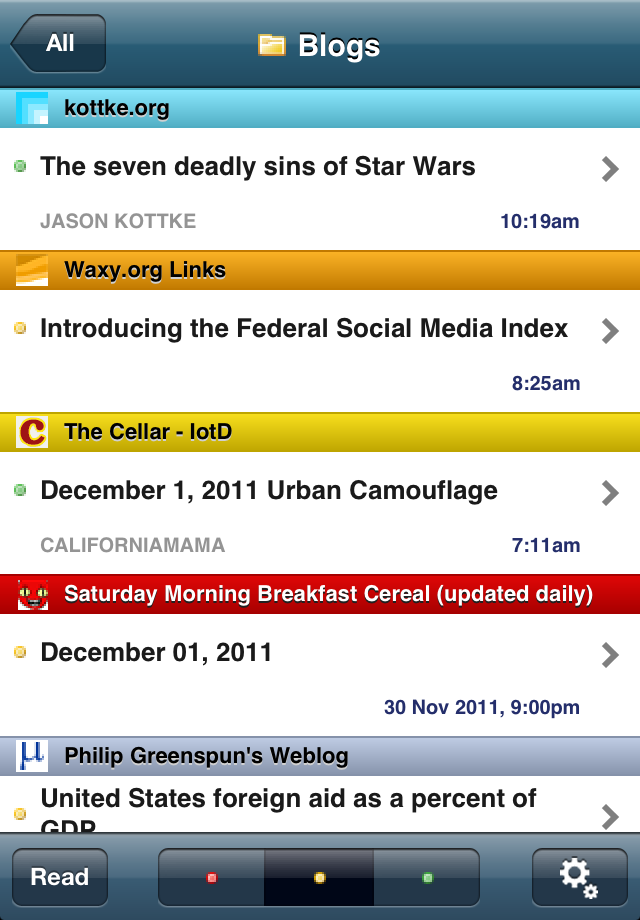 All
Blogs
kottke.org
The seven deadly sins of Star Wars
JASON KOTTKE
10:19am
Waxy.org Links
Introducing the Federal Social Media Index
8:25am
The Cellar - IotD
December 1, 2011 Urban Camouflage
CALIFORNIAMAMA
7:11am
Saturday Morning Breakfast Cereal (updated daily)
December 01, 2011
30 Nov 2011, 9:00pm
µ
Philip Greenspun's Weblog
United States foreign aid as a percent of
GDP
Read